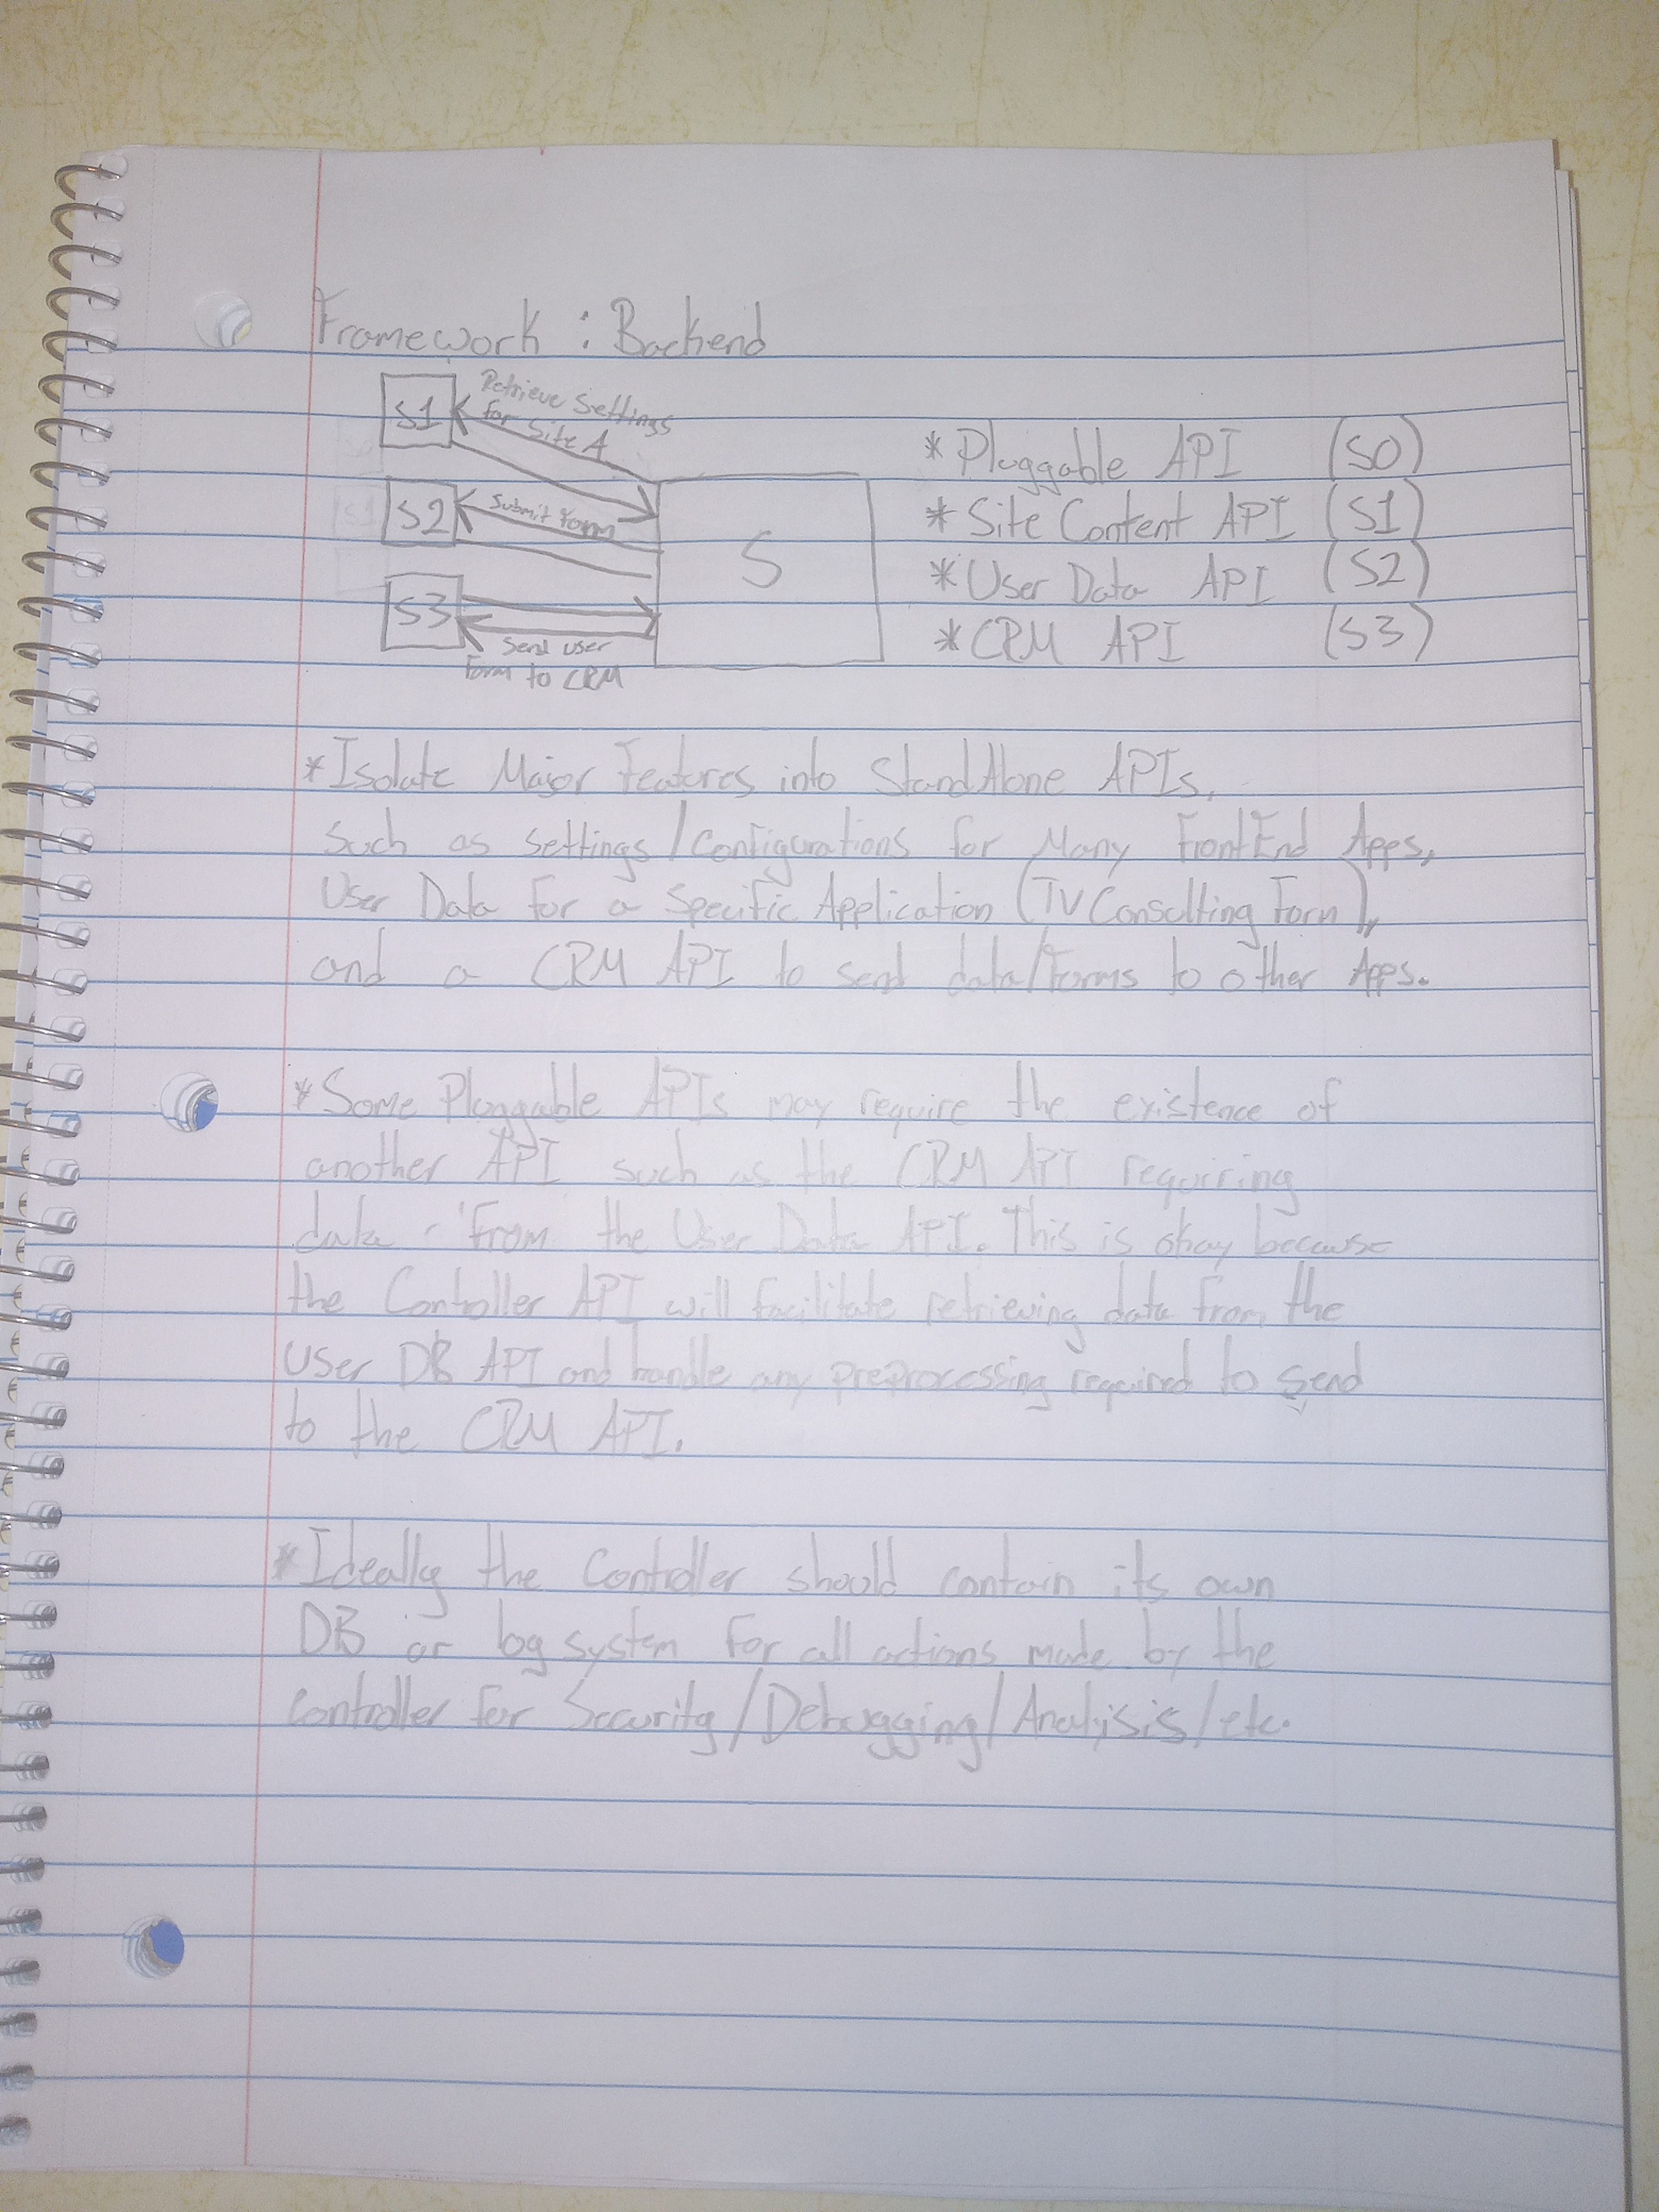 Framework : Backend
S1
Retrieve Settings
for Site A
S2
Submit Form
S3
Send user
Form to CRM
S
* Pluggable API (S0)
* Site Content API (S1)
* User Data API (S2)
* CRM API (S3)
* Isolate Major Features into StandAlone APIs,
Such as settings/configurations for Many FrontEnd Apps,
User Data for a Specific Application (TV Consulting Form),
and a CRM API to send data/forms to other Apps.
* Some Pluggable APIs may require the existence of
another API such as the CRM API requiring
data From the User Data API. This is okay because
the Controller API will facilitate retrieving data from the
User DB API and handle any preprocessing required to send
to the CRM API.
* Ideally the Controller should contain its own
DB or log system for all actions made by the
Controller for Security/Debugging/Analysis/etc.